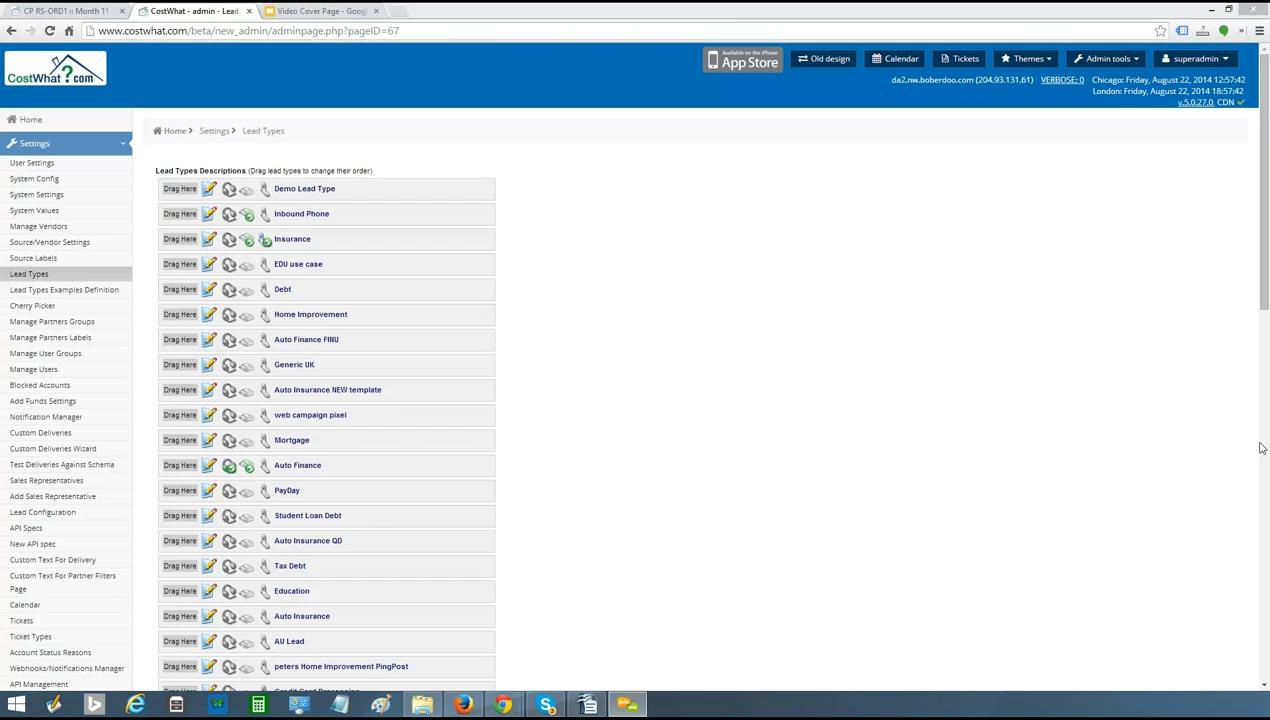 CP RS-ORD1 :: Month 11
CostWhat - admin - Lead
Video Cover Page - Goog
www.costwhat.com/beta/new_admin/adminpage.php?pageID=67
CostWhat?com
Available on the iPhone
App Store
Old design
Calendar
Tickets
Themes
Admin tools
superadmin
da2.nw.boberdoo.com (204.93.131.61) VERBOSE: 0 Chicago: Friday, August 22, 2014 12:57:42
London: Friday, August 22, 2014 18:57:42
v.5.0.27.0, CDN
Home
Settings
User Settings
System Config
System Settings
System Values
Manage Vendors
Source/Vendor Settings
Source Labels
Lead Types
Lead Types Examples Definition
Cherry Picker
Manage Partners Groups
Manage Partners Labels
Manage User Groups
Manage Users
Blocked Accounts
Add Funds Settings
Notification Manager
Custom Deliveries
Custom Deliveries Wizard
Test Deliveries Against Schema
Sales Representatives
Add Sales Representative
Lead Configuration
API Specs
New API spec
Custom Text For Delivery
Custom Text For Partner Filters
Page
Calendar
Tickets
Ticket Types
Account Status Reasons
Webhooks/Notifications Manager
API Management
Home Settings Lead Types
Lead Types Descriptions (Drag lead types to change their order)
Drag Here Demo Lead Type
Drag Here Inbound Phone
Drag Here Insurance
Drag Here EDU use case
Drag Here Debt
Drag Here Home Improvement
Drag Here Auto Finance FINU
Drag Here Generic UK
Drag Here Auto Insurance NEW template
Drag Here web campaign pixel
Drag Here Mortgage
Drag Here Auto Finance
Drag Here PayDay
Drag Here Student Loan Debt
Drag Here Auto Insurance QD
Drag Here Tax Debt
Drag Here Education
Drag Here Auto Insurance
Drag Here AU Lead
Drag Here peters Home Improvement PingPost